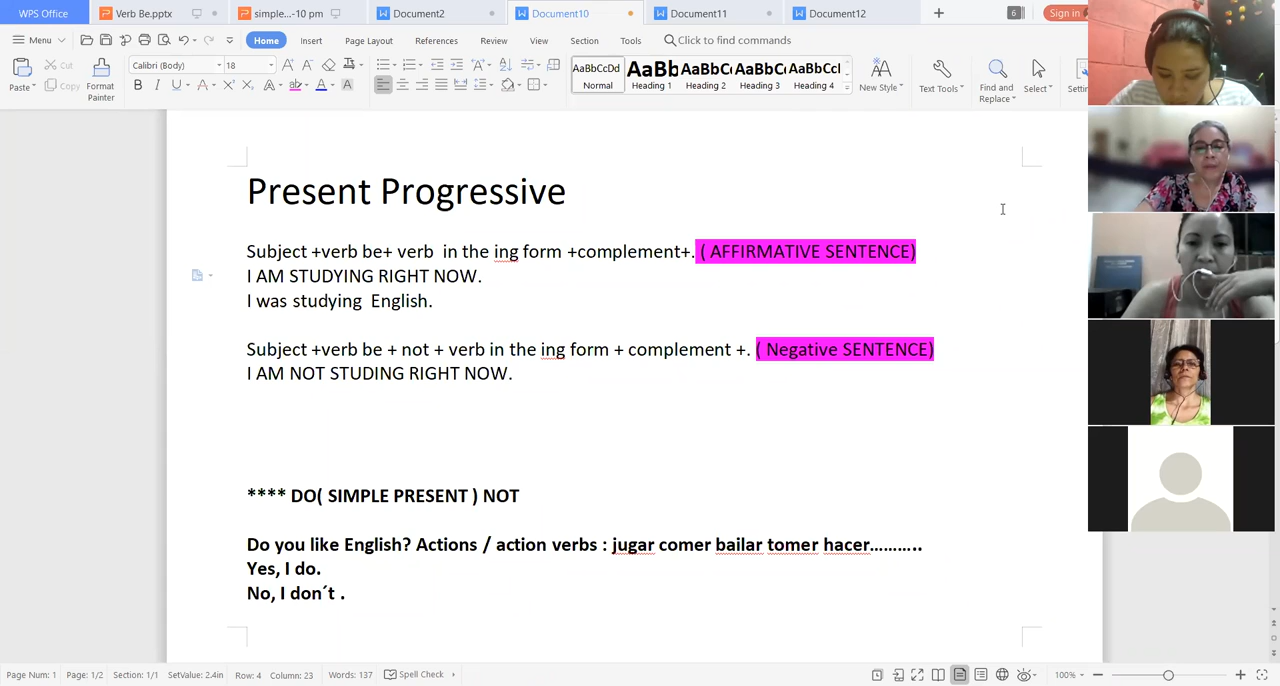 WPS Office
Verb Be.pptx
simple...-10 pm
Document2
Document10
Document11
Document12
6
Sign in
Menu
Home
Insert
Page Layout
References
Review
View
Section
Tools
Click to find commands
Paste
Cut
Copy
Format
Painter
Calibri (Body)
18
AaBbCcDd
Normal
AaBb
Heading 1
AaBbCc
Heading 2
AaBbCc
Heading 3
AaBbCcI
Heading 4
New Style
Text Tools
Find and
Replace
Select
Present Progressive
Subject +verb be+ verb  in the ing form +complement+. ( AFFIRMATIVE SENTENCE)
I AM STUDYING RIGHT NOW.
I was studying  English.
Subject +verb be + not + verb in the ing form + complement +. ( Negative SENTENCE)
I AM NOT STUDING RIGHT NOW.
**** DO( SIMPLE PRESENT ) NOT
Do you like English? Actions / action verbs : jugar comer bailar tomer hacer………..
Yes, I do.
No, I don´t .
Page Num: 1
Page: 1/2
Section: 1/1
SetValue: 2.4in
Row: 4
Column: 23
Words: 137
Spell Check
100%